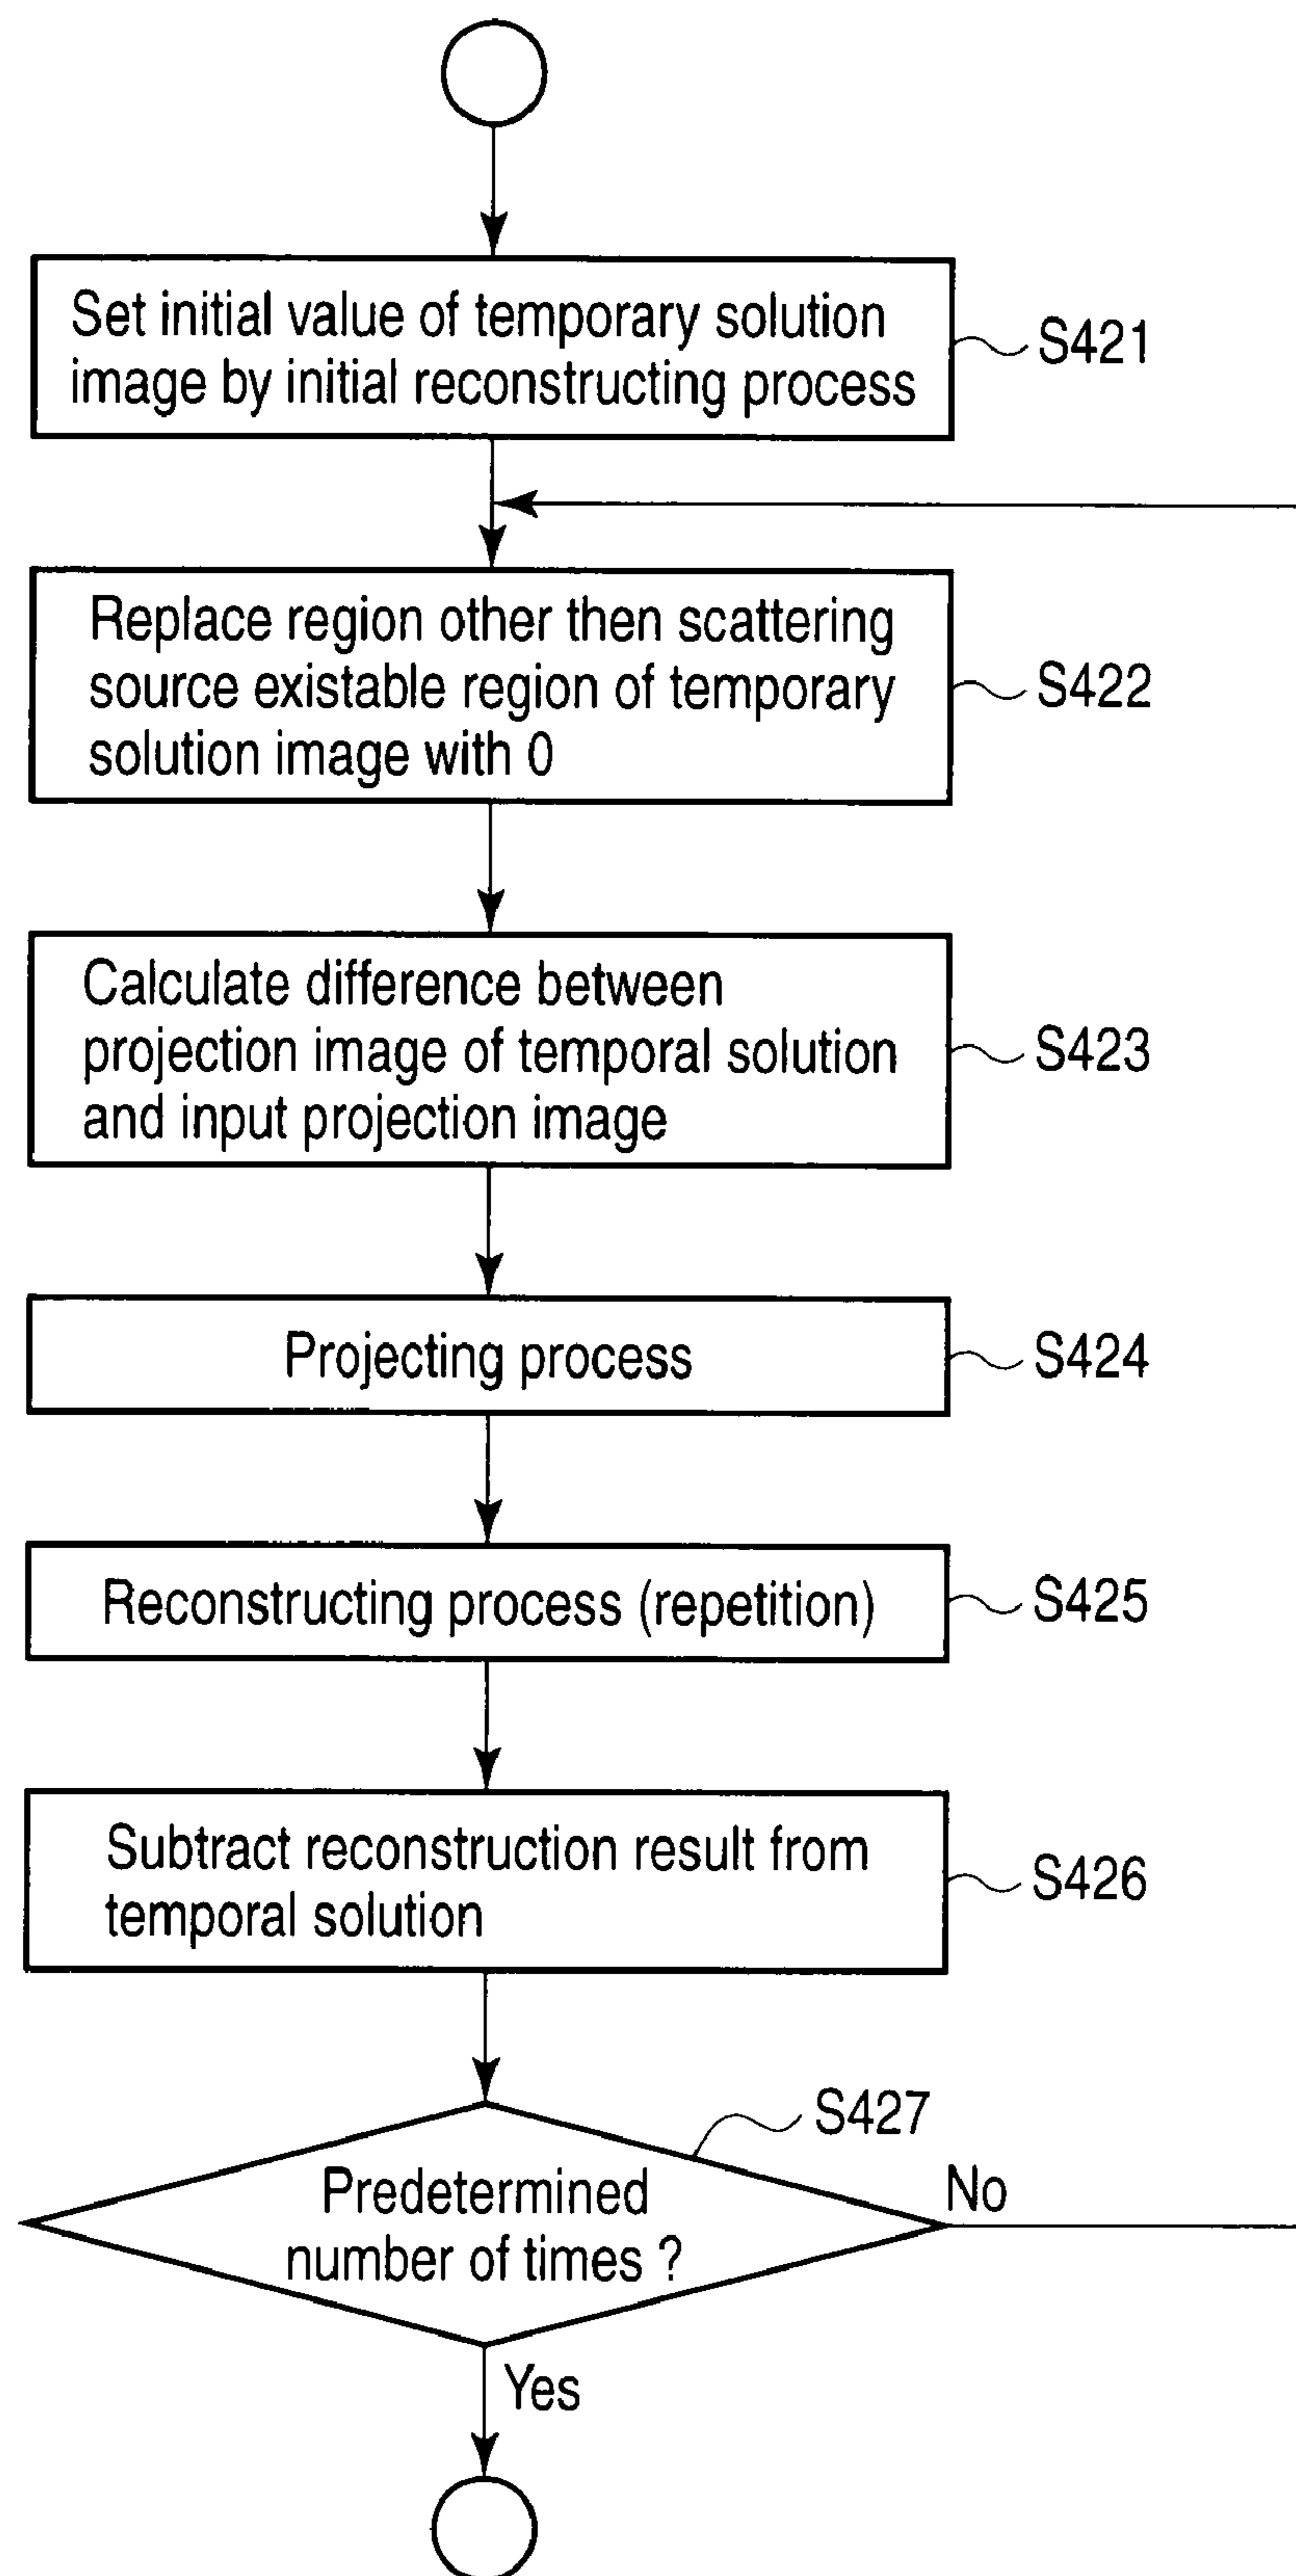 Set initial value of temporary solution
image by initial reconstructing process
S421
Replace region other then scattering
source existable region of temporary
solution image with 0
S422
Calculate difference between
projection image of temporal solution
and input projection image
S423
Projecting process
S424
Reconstructing process (repetition)
S425
Subtract reconstruction result from
temporal solution
S426
S427
Predetermined
number of times ?
No
Yes